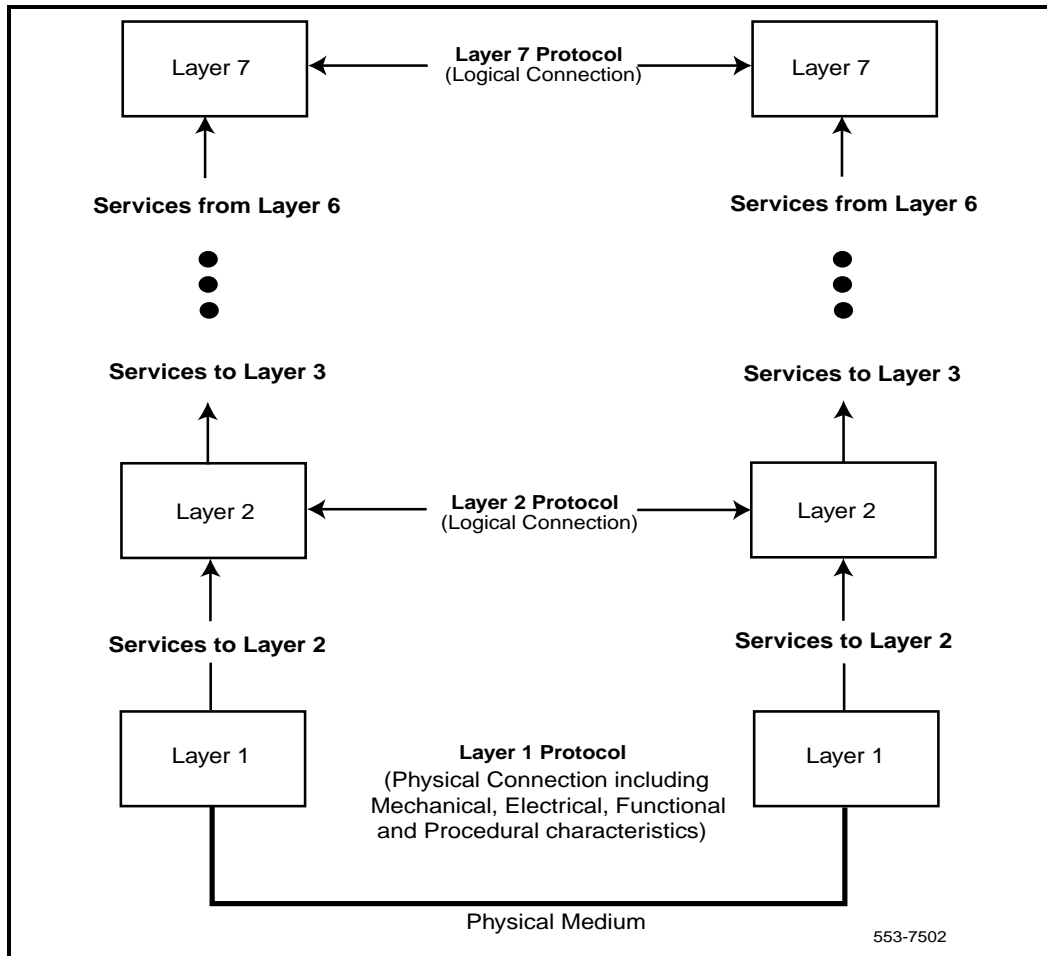 Layer 7
Layer 7 Protocol
(Logical Connection)
Layer 7
Services from Layer 6
Services from Layer 6
Services to Layer 3
Services to Layer 3
Layer 2
Layer 2 Protocol
(Logical Connection)
Layer 2
Services to Layer 2
Services to Layer 2
Layer 1
Layer 1 Protocol
(Physical Connection including
Mechanical, Electrical, Functional
and Procedural characteristics)
Layer 1
Physical Medium
553-7502